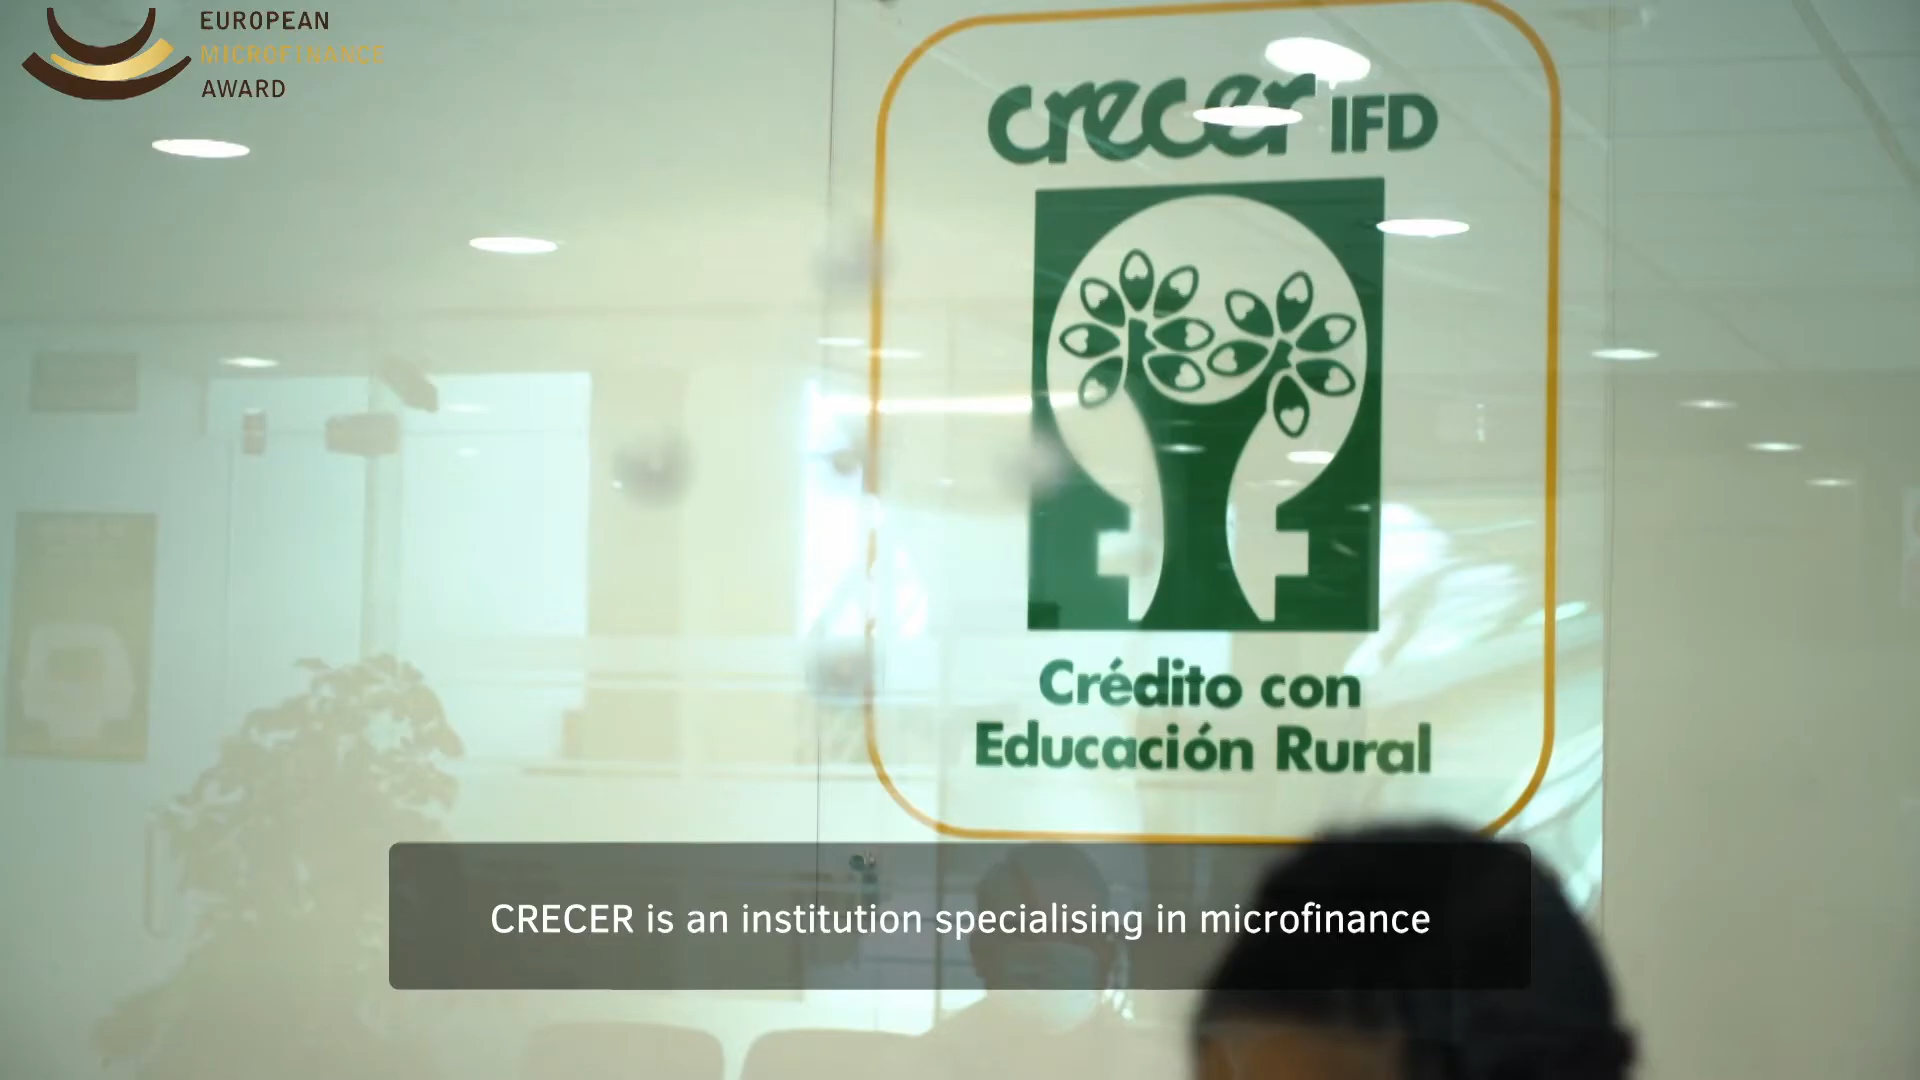 EUROPEAN
MICROFINANCE
AWARD
crecer IFD
Crédito con
Educación Rural
CRECER is an institution specialising in microfinance